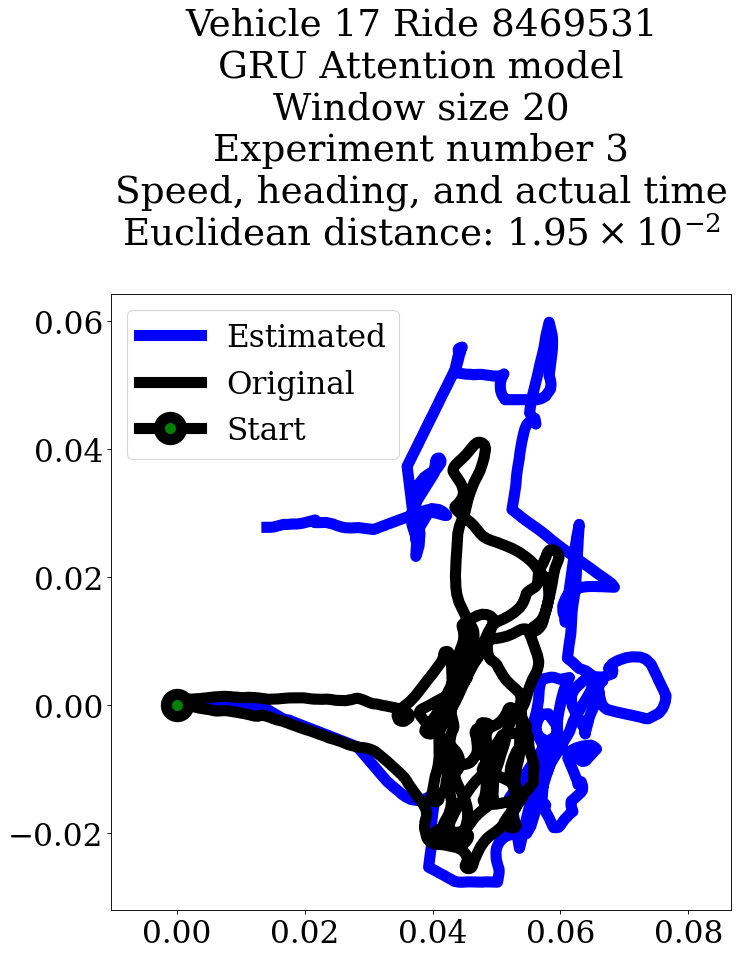 Vehicle 17 Ride 8469531
GRU Attention model
Window size 20
Experiment number 3
Speed, heading, and actual time
Euclidean distance: 1.95 × 10⁻²
Estimated
Original
Start
0.06
0.04
0.02
0.00
−0.02
0.00 0.02 0.04 0.06 0.08